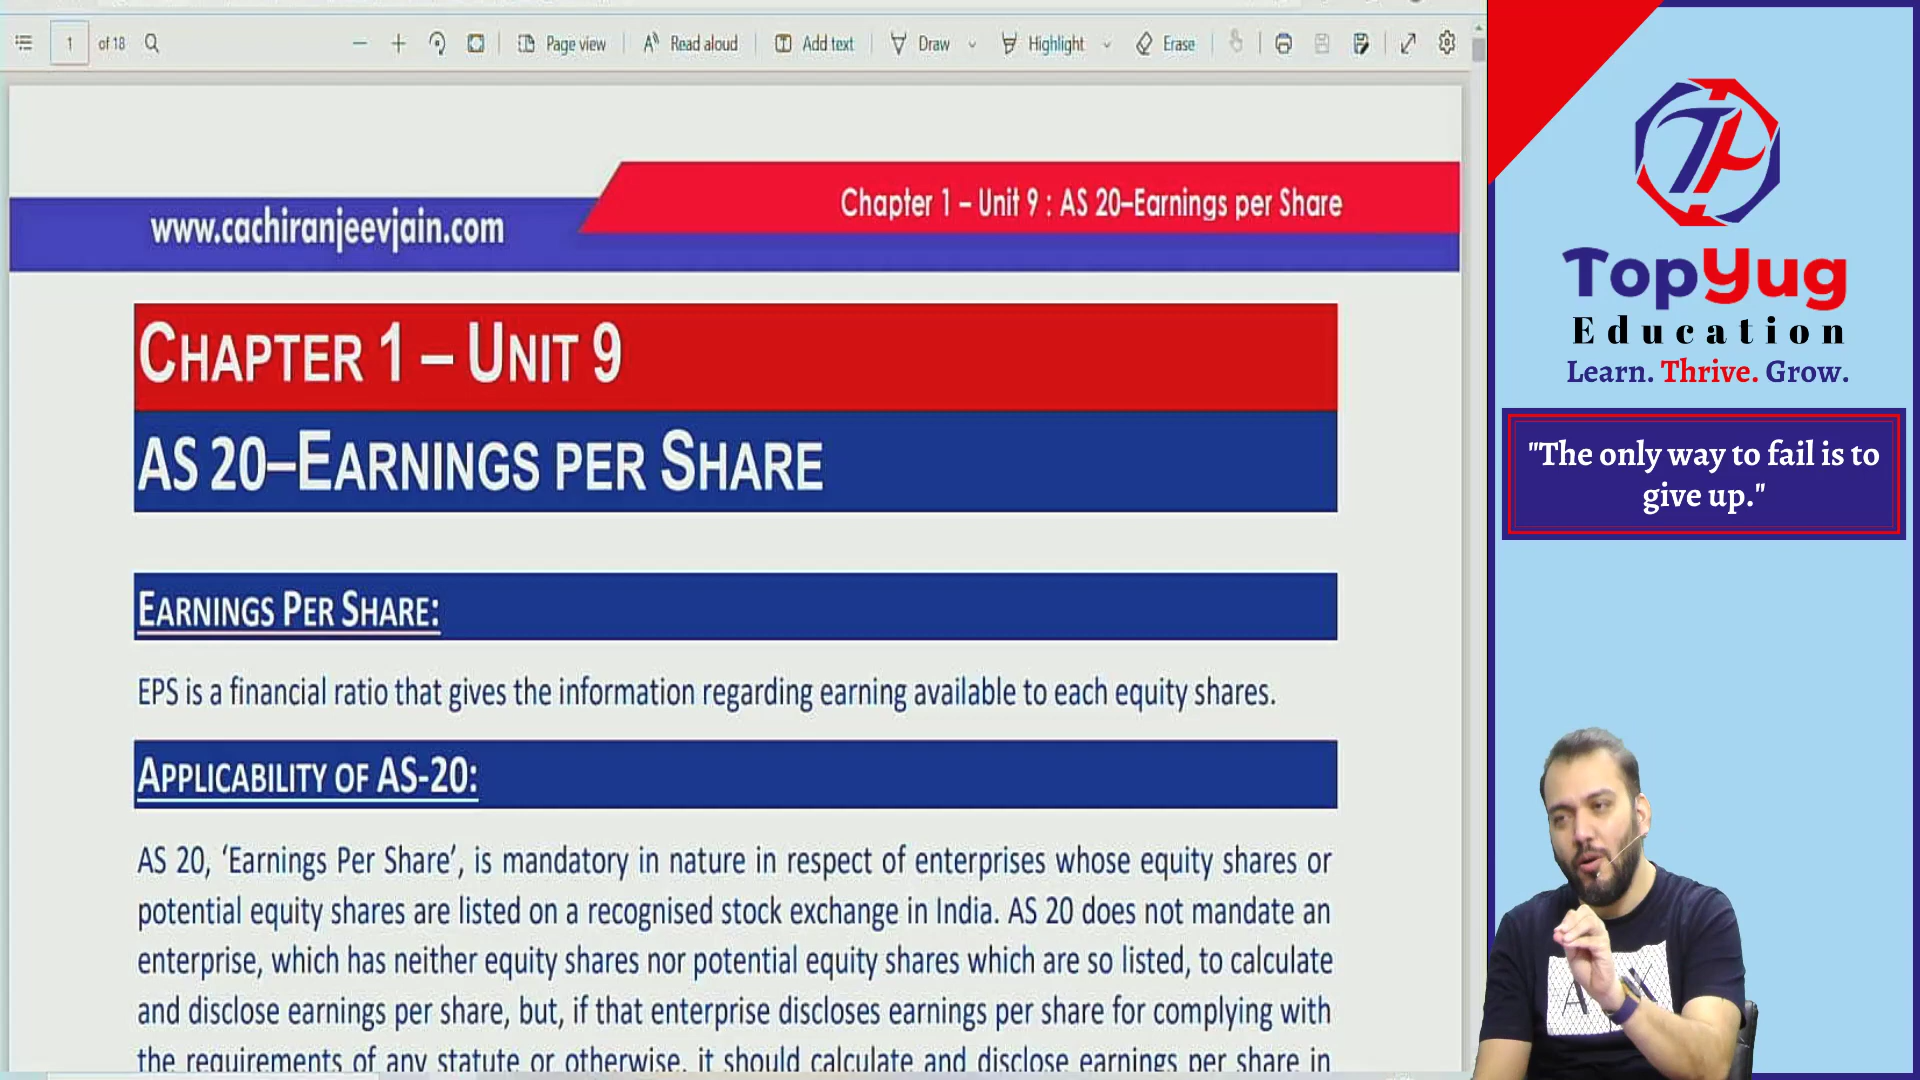 1 of 18 Page view Read aloud Add text Draw Highlight Erase
www.cachiranjeevjain.com
Chapter 1 – Unit 9 : AS 20–Earnings per Share
CHAPTER 1 – UNIT 9
AS 20–EARNINGS PER SHARE
EARNINGS PER SHARE:
EPS is a financial ratio that gives the information regarding earning available to each equity shares.
APPLICABILITY OF AS-20:
AS 20, ‘Earnings Per Share’, is mandatory in nature in respect of enterprises whose equity shares or
potential equity shares are listed on a recognised stock exchange in India. AS 20 does not mandate an
enterprise, which has neither equity shares nor potential equity shares which are so listed, to calculate
and disclose earnings per share, but, if that enterprise discloses earnings per share for complying with
the requirements of any statute or otherwise, it should calculate and disclose earnings per share in
TopYug
Education
Learn. Thrive. Grow.
"The only way to fail is to
give up."